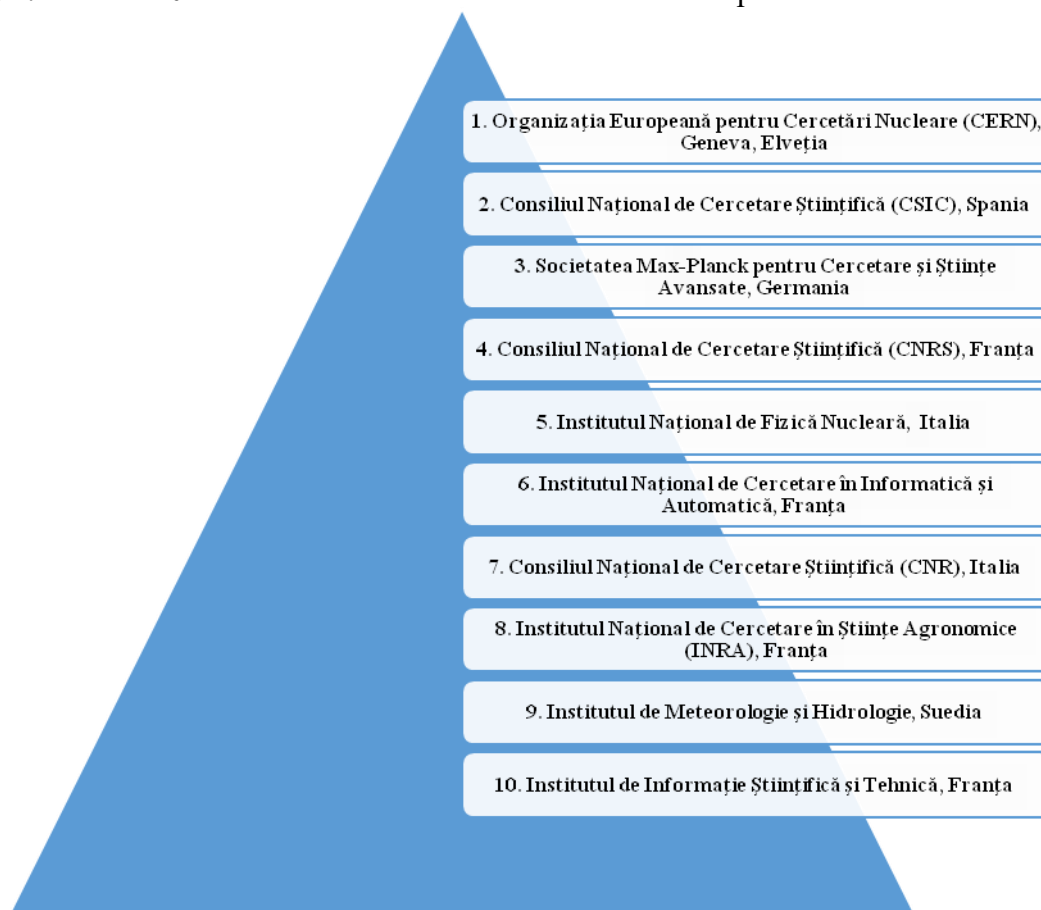 1. Organizația Europeană pentru Cercetări Nucleare (CERN),
Geneva, Elveția
2. Consiliul Național de Cercetare Științifică (CSIC), Spania
3. Societatea Max-Planck pentru Cercetare și Științe
Avansate, Germania
4. Consiliul Național de Cercetare Științifică (CNRS), Franța
5. Institutul Național de Fizică Nucleară, Italia
6. Institutul Național de Cercetare în Informatică și
Automatică, Franța
7. Consiliul Național de Cercetare Științifică (CNR), Italia
8. Institutul Național de Cercetare în Științe Agronomice
(INRA), Franța
9. Institutul de Meteorologie și Hidrologie, Suedia
10. Institutul de Informație Științifică și Tehnică, Franța